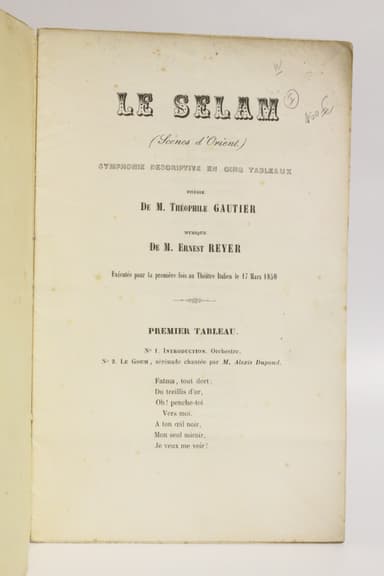 LE SELAM
(Scènes d'Orient)
SYMPHONIE DESCRIPTIVE EN CINQ TABLEAUX
POÉSIE
DE M. THÉOPHILE GAUTIER
MUSIQUE
DE M. ERNEST REYER
Exécutés pour la première fois au Théâtre Italien le 17 Mars 1850
PREMIER TABLEAU.
No 1. INTRODUCTION. Orchestre.
No 2. LE GOUM, sérénade chantée par M. Alexis Dupond.
Fatma, tout dort;
Du treillis d'or,
Oh! penche-toi
Vers moi.
A ton œil noir,
Mon seul miroir,
Je veux me voir!